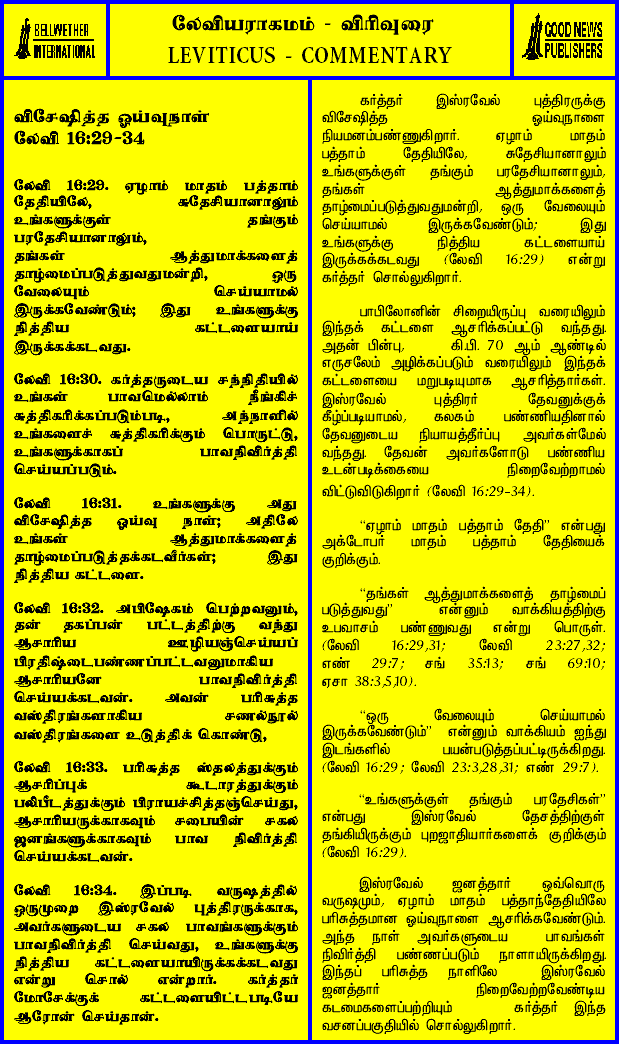 BELLWETHER
INTERNATIONAL
லேவியராகமம் - விரிவுரை
LEVITICUS - COMMENTARY
GOOD NEWS
PUBLISHERS
விசேஷித்த ஓய்வுநாள்
லேவி 16:29-34
லேவி 16:29. ஏழாம் மாதம் பத்தாம்
தேதியிலே, சுதேசியானாலும்
உங்களுக்குள் தங்கும்
பரதேசியானாலும்,
தங்கள் ஆத்துமாக்களைத்
தாழ்மைப்படுத்துவதுமன்றி, ஒரு
வேலையும் செய்யாமல்
இருக்கவேண்டும்; இது உங்களுக்கு
நித்திய கட்டளையாய்
இருக்கக்கடவது.
லேவி 16:30. கர்த்தருடைய சந்நிதியில்
உங்கள் பாவமெல்லாம் நீங்கிச்
சுத்திகரிக்கப்படும்படி, அந்நாளில்
உங்களைச் சுத்திகரிக்கும் பொருட்டு,
உங்களுக்காகப் பாவநிவிர்த்தி
செய்யப்படும்.
லேவி 16:31. உங்களுக்கு அது
விசேஷித்த ஓய்வு நாள்; அதிலே
உங்கள் ஆத்துமாக்களைத்
தாழ்மைப்படுத்தக்கடவீர்கள்; இது
நித்திய கட்டளை.
லேவி 16:32. அபிஷேகம் பெற்றவனும்,
தன் தகப்பன் பட்டத்திற்கு வந்து
ஆசாரிய ஊழியஞ்செய்யப்
பிரதிஷ்டைபண்ணப்பட்டவனுமாகிய
ஆசாரியனே பாவநிவிர்த்தி
செய்யக்கடவன். அவன் பரிசுத்த
வஸ்திரங்களாகிய சணல்நூல்
வஸ்திரங்களை உடுத்திக் கொண்டு,
லேவி 16:33. பரிசுத்த ஸ்தலத்துக்கும்
ஆசரிப்புக் கூடாரத்துக்கும்
பலிபீடத்துக்கும் பிராயச்சித்தஞ்செய்து,
ஆசாரியருக்காகவும் சபையின் சகல
ஜனங்களுக்காகவும் பாவ நிவிர்த்தி
செய்யக்கடவன்.
லேவி 16:34. இப்படி வருஷத்தில்
ஒருமுறை இஸ்ரவேல் புத்திரருக்காக,
அவர்களுடைய சகல பாவங்களுக்கும்
பாவநிவிர்த்தி செய்வது, உங்களுக்கு
நித்திய கட்டளையாயிருக்கக்கடவது
என்று சொல் என்றார். கர்த்தர்
மோசேக்குக் கட்டளையிட்டபடியே
ஆரோன் செய்தான்.
கர்த்தர் இஸ்ரவேல் புத்திரருக்கு
விசேஷித்த ஓய்வுநாளை
நியமனம்பண்ணுகிறார். ஏழாம் மாதம்
பத்தாம் தேதியிலே, சுதேசியானாலும்
உங்களுக்குள் தங்கும் பரதேசியானாலும்,
தங்கள் ஆத்துமாக்களைத்
தாழ்மைப்படுத்துவதுமன்றி, ஒரு வேலையும்
செய்யாமல் இருக்கவேண்டும்; இது
உங்களுக்கு நித்திய கட்டளையாய்
இருக்கக்கடவது (லேவி 16:29) என்று
கர்த்தர் சொல்லுகிறார்.
பாபிலோனின் சிறையிருப்பு வரையிலும்
இந்தக் கட்டளை ஆசரிக்கப்பட்டு வந்தது.
அதன் பின்பு, கி.பி. 70 ஆம் ஆண்டில்
எருசலேம் அழிக்கப்படும் வரையிலும் இந்தக்
கட்டளையை மறுபடியுமாக ஆசரித்தார்கள்.
இஸ்ரவேல் புத்திரர் தேவனுக்குக்
கீழ்ப்படியாமல், கலகம் பண்ணியதினால்
தேவனுடைய நியாயத்தீர்ப்பு அவர்கள்மேல்
வந்தது. தேவன் அவர்களோடு பண்ணிய
உடன்படிக்கையை நிறைவேற்றாமல்
விட்டுவிடுகிறார் (லேவி 16:29-34).
“ஏழாம் மாதம் பத்தாம் தேதி” என்பது
அக்டோபர் மாதம் பத்தாம் தேதியைக்
குறிக்கும்.
“தங்கள் ஆத்துமாக்களைத் தாழ்மைப்
படுத்துவது” என்னும் வாக்கியத்திற்கு
உபவாசம் பண்ணுவது என்று பொருள்.
(லேவி 16:29,31; லேவி 23:27,32;
எண் 29:7; சங் 35:13; சங் 69:10;
ஏசா 38:3,5,10).
“ஒரு வேலையும் செய்யாமல்
இருக்கவேண்டும்” என்னும் வாக்கியம் ஐந்து
இடங்களில் பயன்படுத்தப்பட்டிருக்கிறது.
(லேவி 16:29; லேவி 23:3,28,31; எண் 29:7).
“உங்களுக்குள் தங்கும் பரதேசிகள்”
என்பது இஸ்ரவேல் தேசத்திற்குள்
தங்கியிருக்கும் புறஜாதியார்களைக் குறிக்கும்
(லேவி 16:29).
இஸ்ரவேல் ஜனத்தார் ஒவ்வொரு
வருஷமும், ஏழாம் மாதம் பத்தாந்தேதியிலே
பரிசுத்தமான ஓய்வுநாளை ஆசரிக்கவேண்டும்.
அந்த நாள் அவர்களுடைய பாவங்கள்
நிவிர்த்தி பண்ணப்படும் நாளாயிருக்கிறது.
இந்தப் பரிசுத்த நாளிலே இஸ்ரவேல்
ஜனத்தார் நிறைவேற்றவேண்டிய
கடமைகளைப்பற்றியும் கர்த்தர் இந்த
வசனப்பகுதியில் சொல்லுகிறார்.